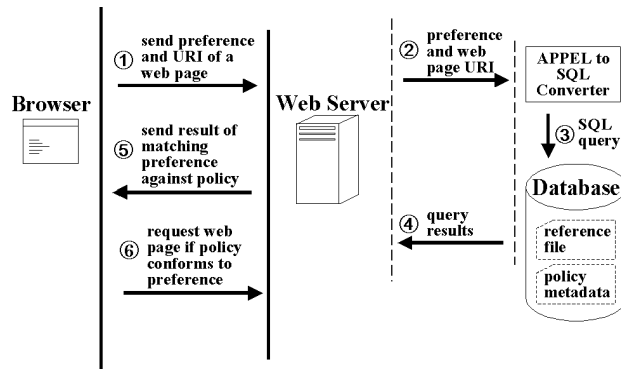 ① send preference
and URI of a
web page
② preference
and web
page URI
APPEL to
SQL
Converter
Browser
Web Server
③ SQL
query
⑤ send result of
matching
preference
against policy
Database
④ query
results
reference
file
⑥ request web
page if policy
conforms to
preference
policy
metadata